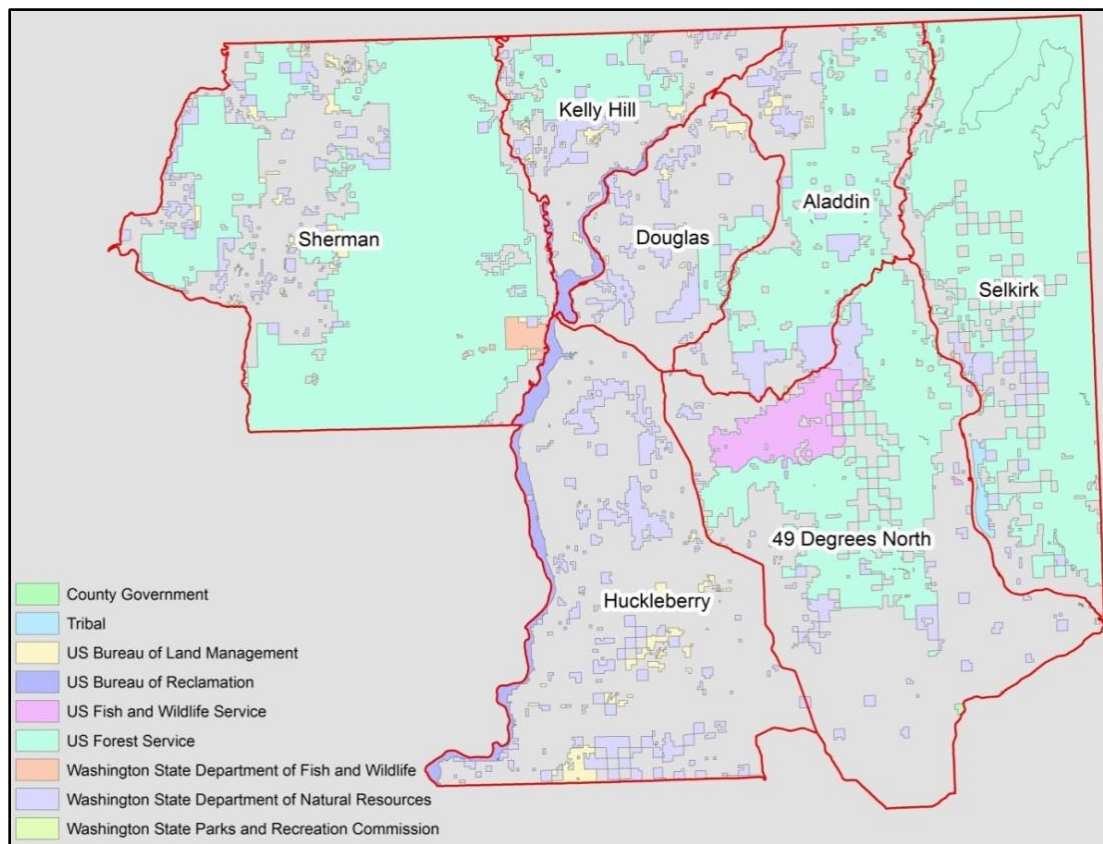 Kelly Hill
Aladdin
Sherman
Douglas
Selkirk
49 Degrees North
Huckleberry
County Government
Tribal
US Bureau of Land Management
US Bureau of Reclamation
US Fish and Wildlife Service
US Forest Service
Washington State Department of Fish and Wildlife
Washington State Department of Natural Resources
Washington State Parks and Recreation Commission